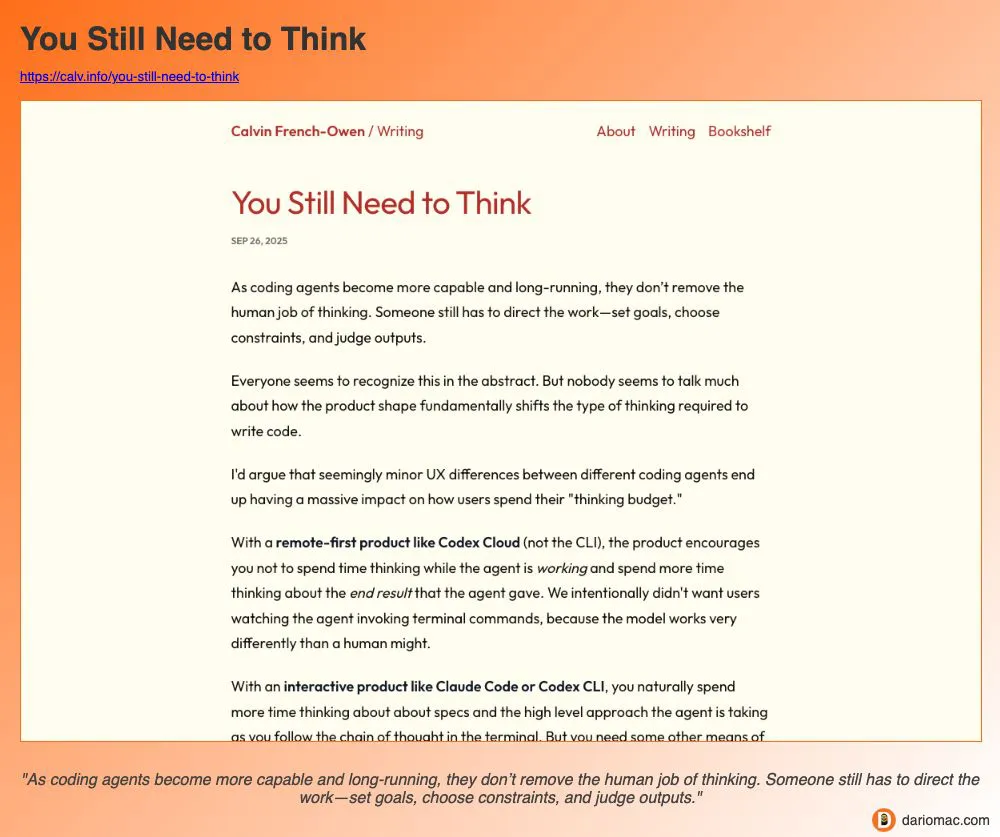 You Still Need to Think
https://calv.info/you-still-need-to-think
Calvin French-Owen / Writing
About Writing Bookshelf
You Still Need to Think
SEP 26, 2025
As coding agents become more capable and long-running, they don’t remove the
human job of thinking. Someone still has to direct the work—set goals, choose
constraints, and judge outputs.
Everyone seems to recognize this in the abstract. But nobody seems to talk much
about how the product shape fundamentally shifts the type of thinking required to
write code.
I'd argue that seemingly minor UX differences between different coding agents end
up having a massive impact on how users spend their "thinking budget."
With a remote-first product like Codex Cloud (not the CLI), the product encourages
you not to spend time thinking while the agent is working and spend more time
thinking about the end result that the agent gave. We intentionally didn't want users
watching the agent invoking terminal commands, because the model works very
differently than a human might.
With an interactive product like Claude Code or Codex CLI, you naturally spend
more time thinking about about specs and the high level approach the agent is taking
as you follow the chain of thought in the terminal. But you need some other means of
"As coding agents become more capable and long-running, they don’t remove the human job of thinking. Someone still has to direct the
work—set goals, choose constraints, and judge outputs."
dariomac.com